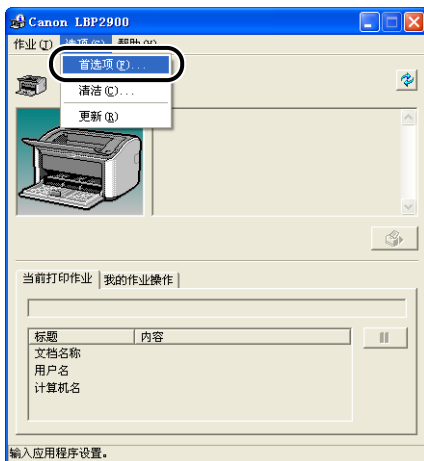 Canon LBP2900
作业(J) 选项(P) 帮助(H)
首选项(P)...
清洁(C)...
更新(R)
当前打印作业 我的作业操作
标题 内容
文档名称
用户名
计算机名
输入应用程序设置。